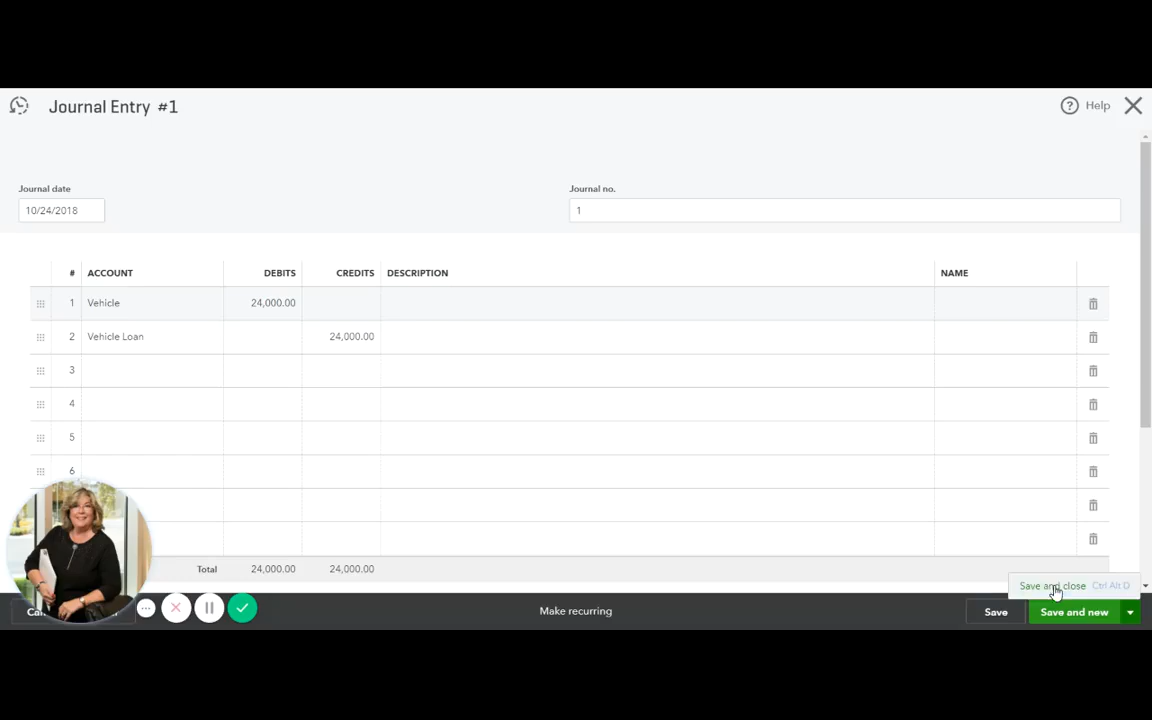 Journal Entry #1
Help
Journal date
Journal no.
10/24/2018
1
# ACCOUNT DEBITS CREDITS DESCRIPTION NAME
1 Vehicle 24,000.00
2 Vehicle Loan 24,000.00
3
4
5
6
Total 24,000.00 24,000.00
Save and close Ctrl Alt D
Make recurring
Save
Save and new